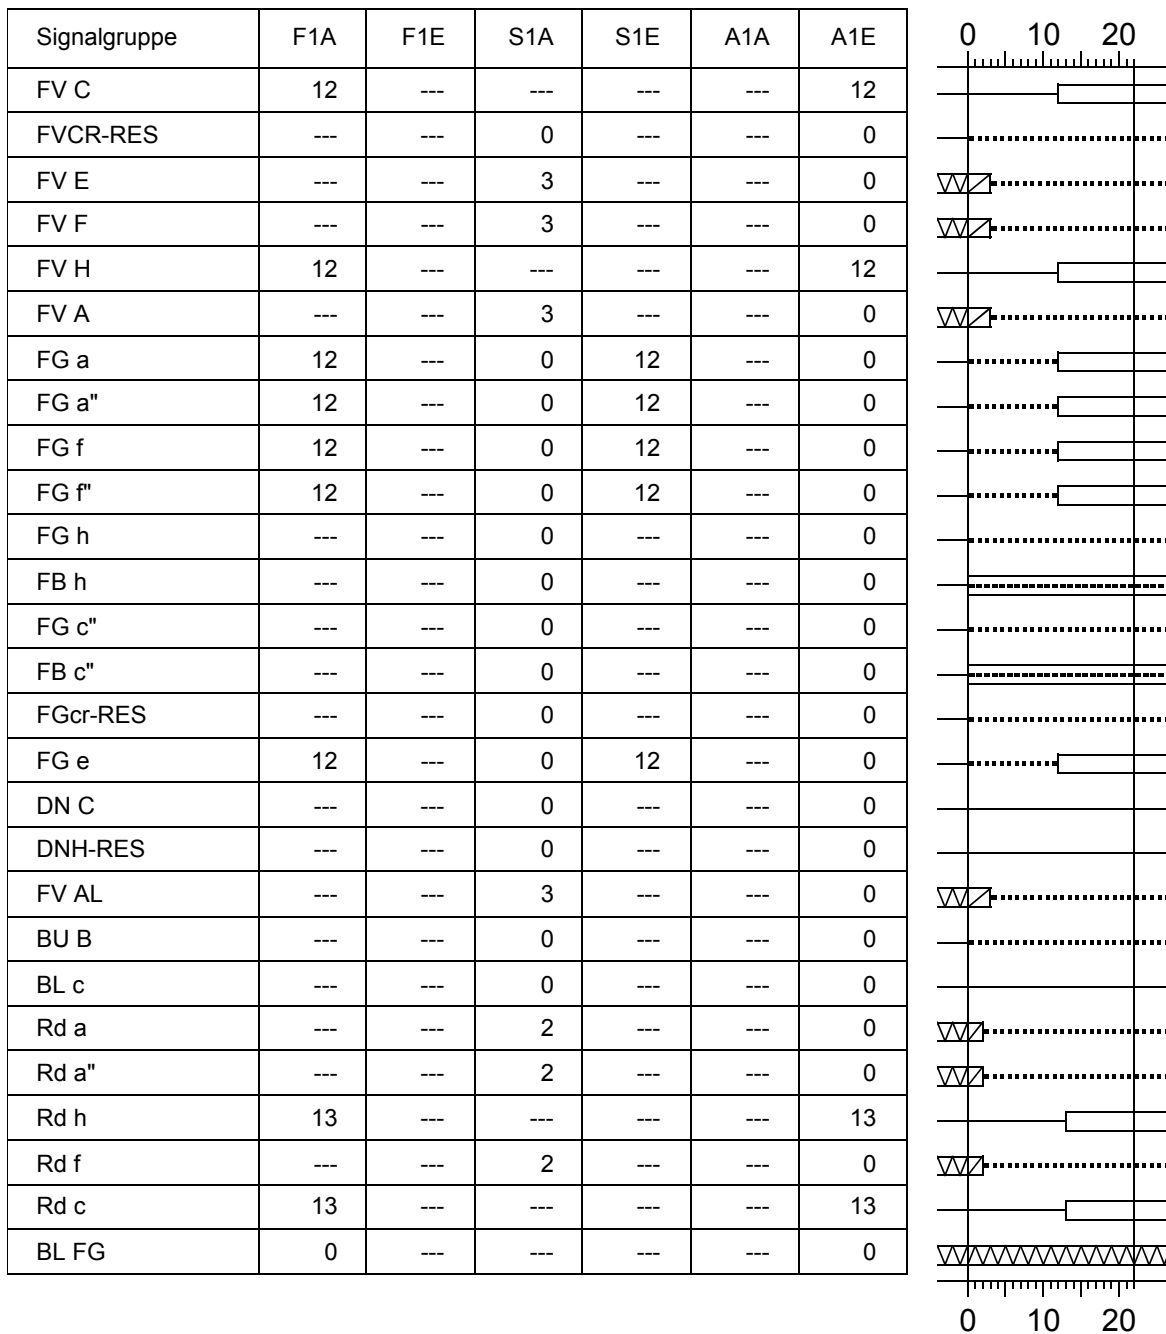 Signalgruppe F1A F1E S1A S1E A1A A1E 0 10 20
FV C 12 --- --- --- --- 12
FVCR-RES --- --- 0 --- --- 0
FV E --- --- 3 --- --- 0
FV F --- --- 3 --- --- 0
FV H 12 --- --- --- --- 12
FV A --- --- 3 --- --- 0
FG a 12 --- 0 12 --- 0
FG a" 12 --- 0 12 --- 0
FG f 12 --- 0 12 --- 0
FG f" 12 --- 0 12 --- 0
FG h --- --- 0 --- --- 0
FB h --- --- 0 --- --- 0
FG c" --- --- 0 --- --- 0
FB c" --- --- 0 --- --- 0
FGcr-RES --- --- 0 --- --- 0
FG e 12 --- 0 12 --- 0
DN C --- --- 0 --- --- 0
DNH-RES --- --- 0 --- --- 0
FV AL --- --- 3 --- --- 0
BU B --- --- 0 --- --- 0
BL c --- --- 0 --- --- 0
Rd a --- --- 2 --- --- 0
Rd a" --- --- 2 --- --- 0
Rd h 13 --- --- --- --- 13
Rd f --- --- 2 --- --- 0
Rd c 13 --- --- --- --- 13
BL FG 0 --- --- --- --- 0
0 10 20